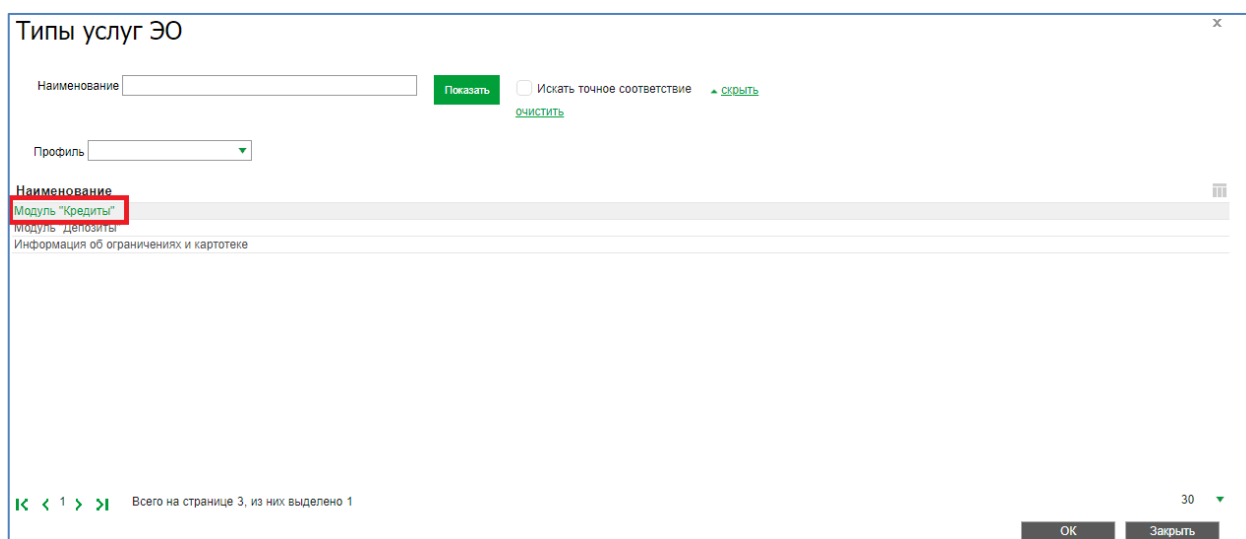 Типы услуг ЭО
x
Наименование
Показать
Искать точное соответствие
скрыть
очистить
Профиль
Наименование
Модуль "Кредиты"
Модуль "Депозиты"
Информация об ограничениях и картотеке
1
Всего на странице 3, из них выделено 1
30
ОК
Закрыть